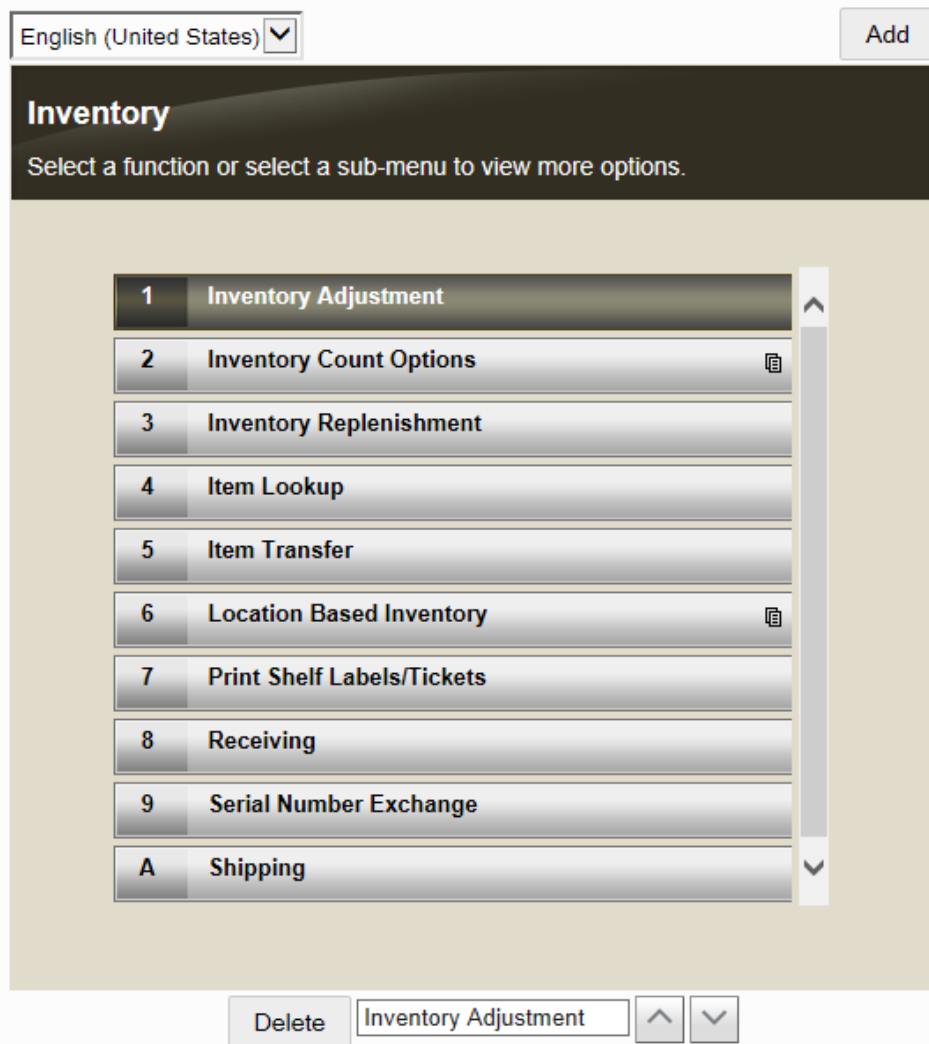 English (United States)
Add
Inventory
Select a function or select a sub-menu to view more options.
1 Inventory Adjustment
2 Inventory Count Options
3 Inventory Replenishment
4 Item Lookup
5 Item Transfer
6 Location Based Inventory
7 Print Shelf Labels/Tickets
8 Receiving
9 Serial Number Exchange
A Shipping
Delete Inventory Adjustment